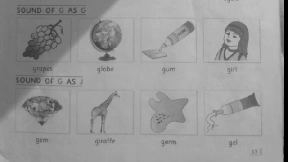 SOUND OF G AS G
grapes globe gum girl
SOUND OF G AS J
gem giraffe germ gel